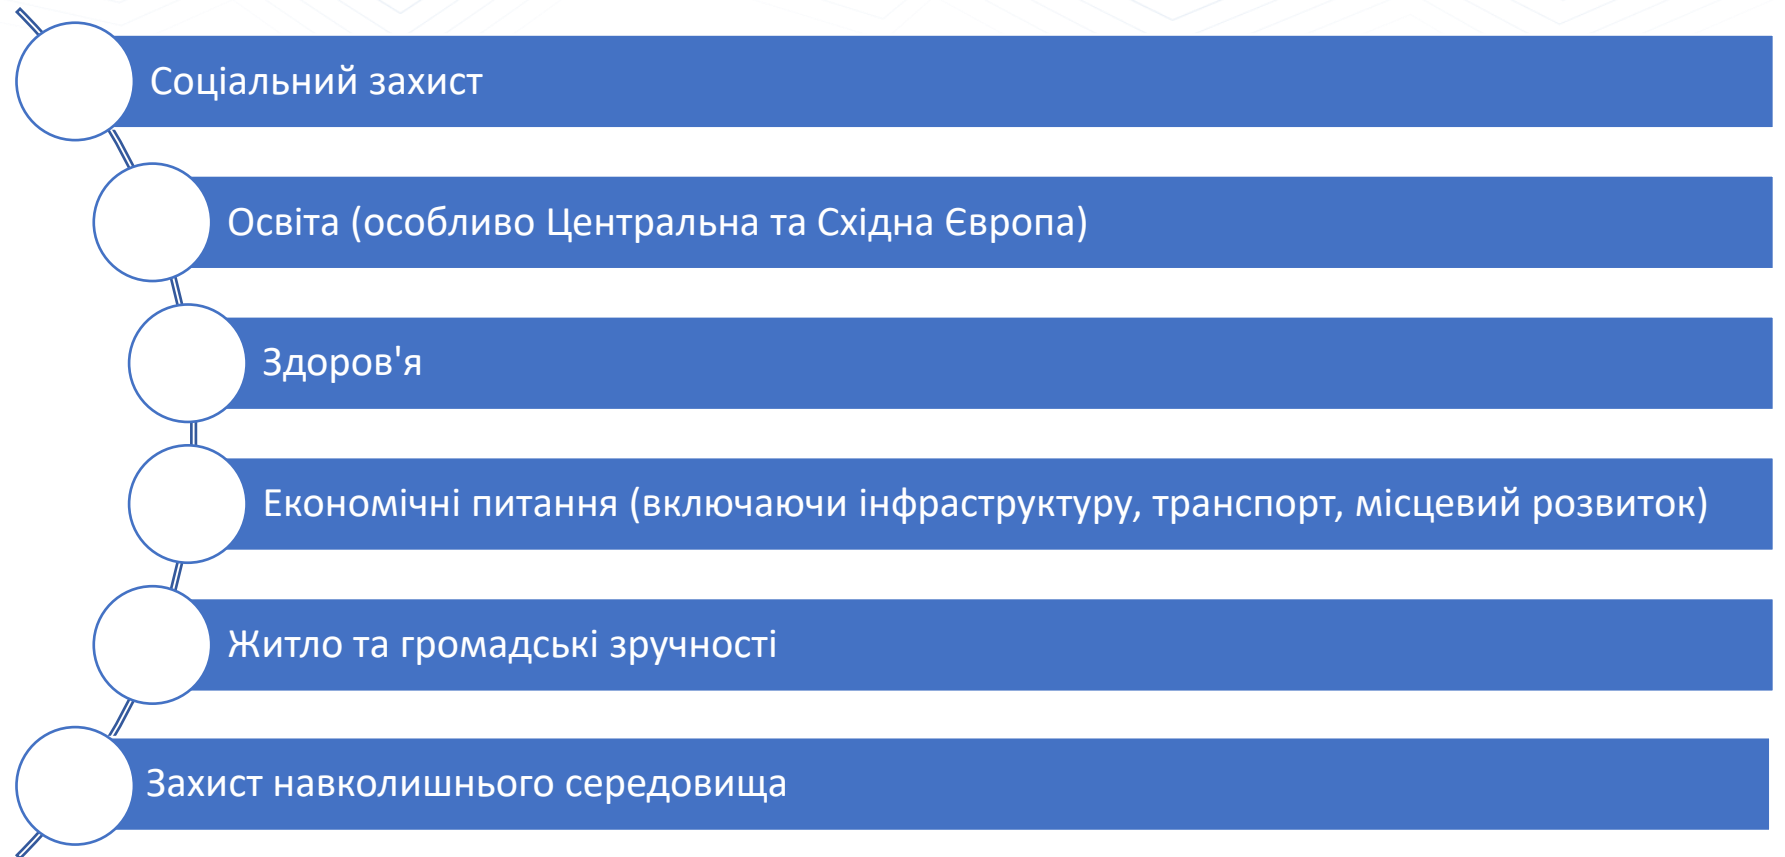 Соціальний захист
Освіта (особливо Центральна та Східна Європа)
Здоров'я
Економічні питання (включаючи інфраструктуру, транспорт, місцевий розвиток)
Житло та громадські зручності
Захист навколишнього середовища